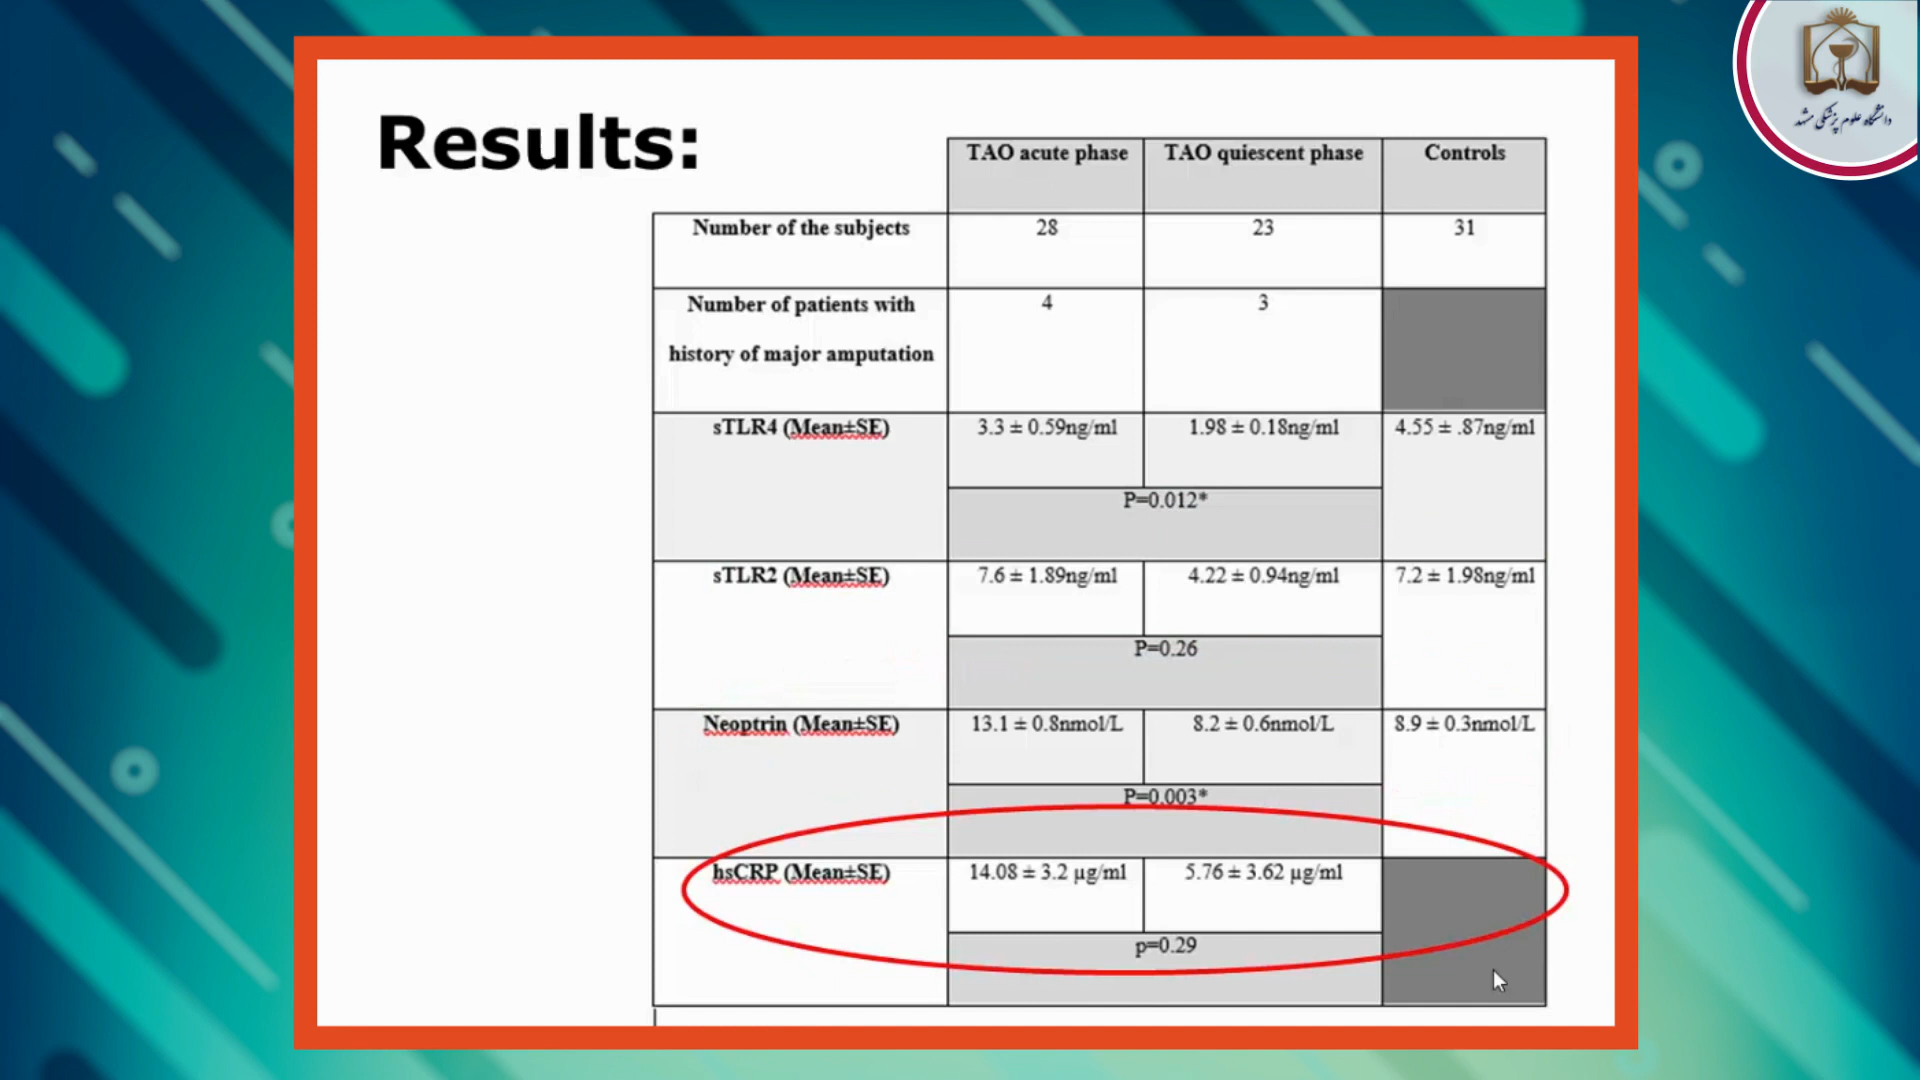 Results:
TAO acute phase TAO quiescent phase Controls
Number of the subjects 28 23 31
Number of patients with 4 3
history of major amputation
sTLR4 (Mean±SE) 3.3 ± 0.59ng/ml 1.98 ± 0.18ng/ml 4.55 ± .87ng/ml
P=0.012*
sTLR2 (Mean±SE) 7.6 ± 1.89ng/ml 4.22 ± 0.94ng/ml 7.2 ± 1.98ng/ml
P=0.26
Neoptrin (Mean±SE) 13.1 ± 0.8nmol/L 8.2 ± 0.6nmol/L 8.9 ± 0.3nmol/L
P=0.003*
hsCRP (Mean±SE) 14.08 ± 3.2 µg/ml 5.76 ± 3.62 µg/ml
p=0.29
دانشگاه علوم پزشکی مشهد